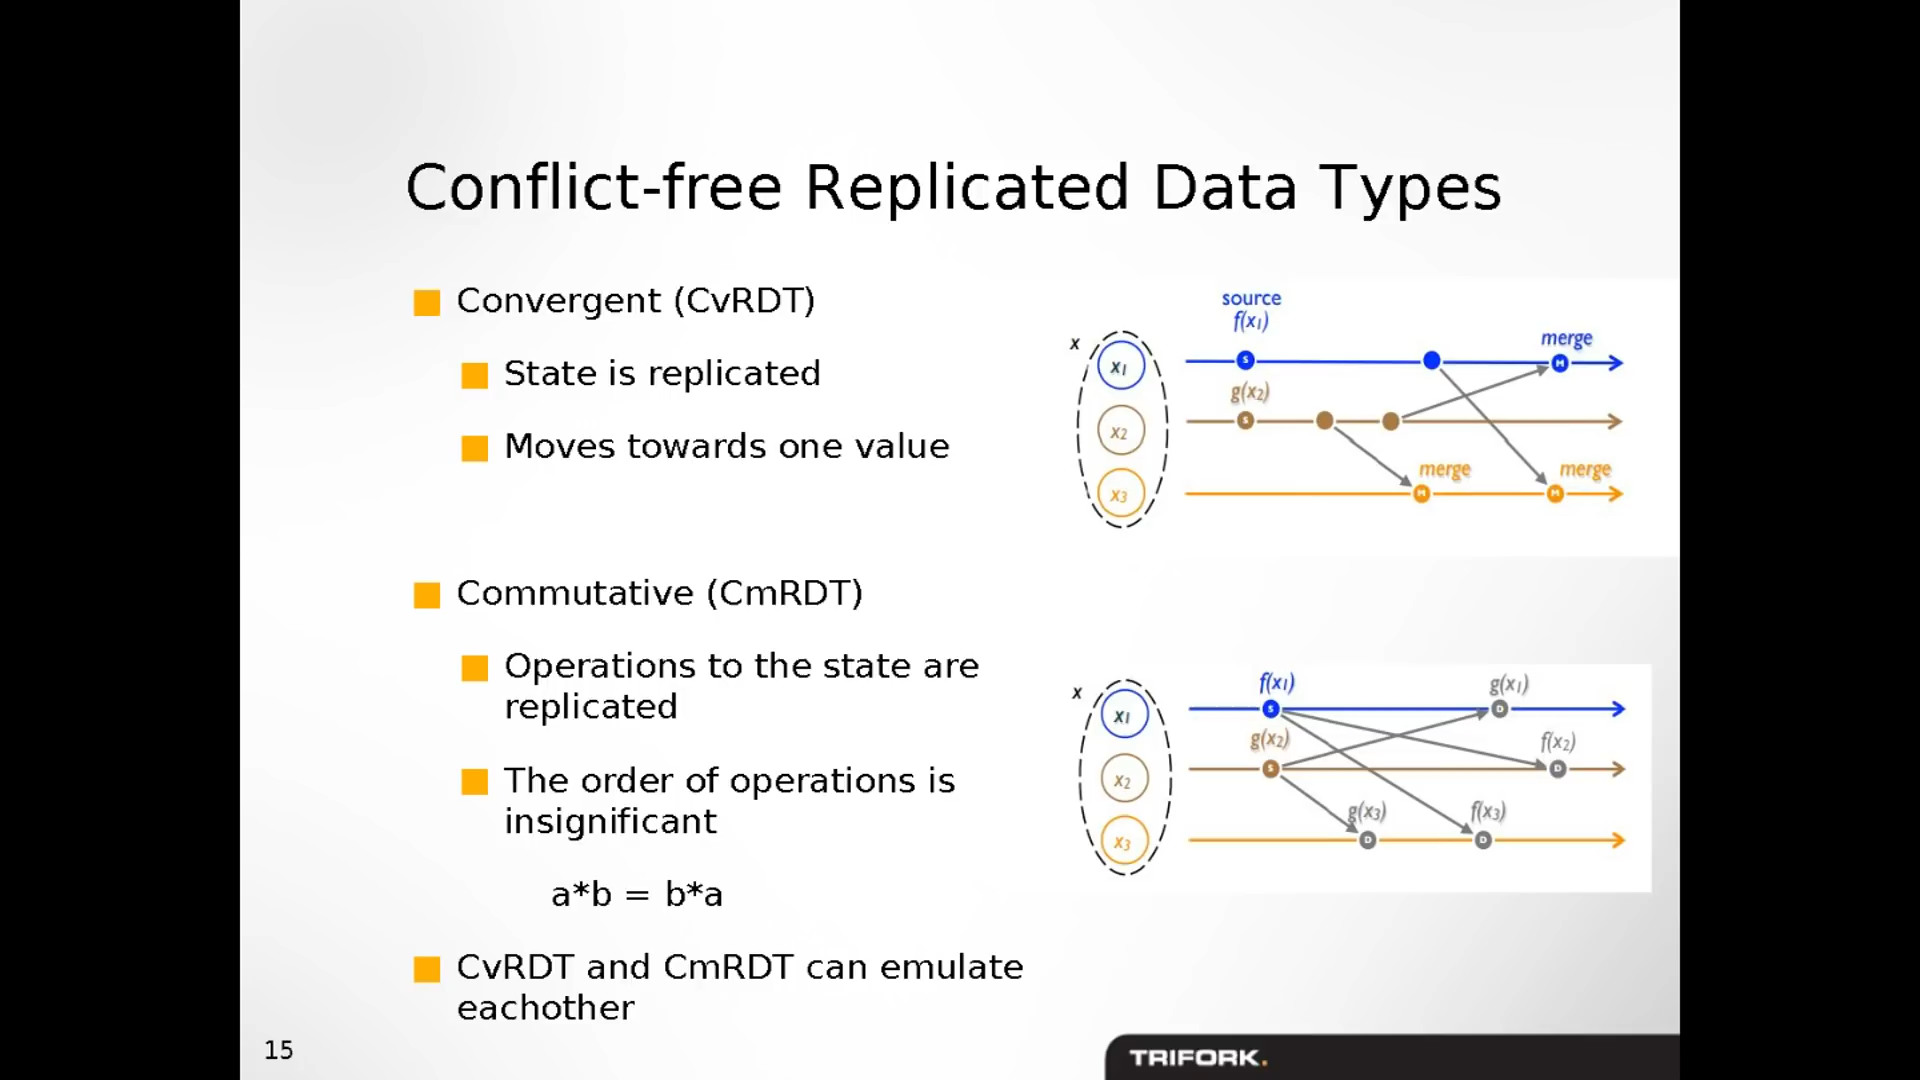 Conflict-free Replicated Data Types
Convergent (CvRDT)
State is replicated
Moves towards one value
Commutative (CmRDT)
Operations to the state are
replicated
The order of operations is
insignificant
a*b = b*a
CvRDT and CmRDT can emulate
eachother
source
f(x1)
merge
x
x1
S
M
g(x2)
x2
S
merge
merge
x3
M
M
f(x1)
g(x1)
x
x1
S
D
g(x2)
f(x2)
x2
S
D
g(x3)
f(x3)
x3
D
D
15
TRIFORK.